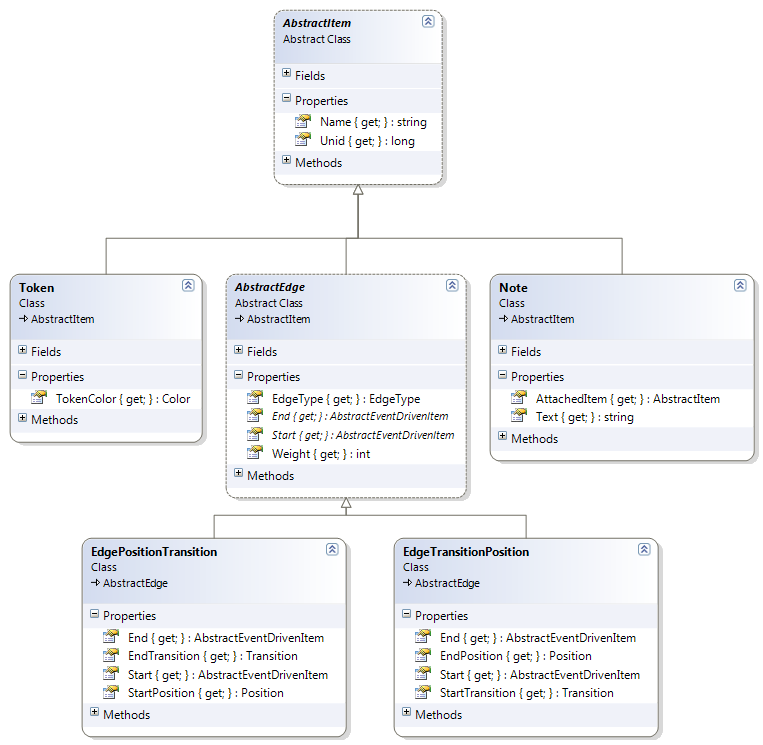 AbstractItem
Abstract Class
Fields
Properties
Name { get; } : string
Unid { get; } : long
Methods
Token
Class
AbstractItem
Fields
Properties
TokenColor { get; } : Color
Methods
AbstractEdge
Abstract Class
AbstractItem
Fields
Properties
EdgeType { get; } : EdgeType
End { get; } : AbstractEventDrivenItem
Start { get; } : AbstractEventDrivenItem
Weight { get; } : int
Methods
Note
Class
AbstractItem
Fields
Properties
AttachedItem { get; } : AbstractItem
Text { get; } : string
Methods
EdgePositionTransition
Class
AbstractEdge
Properties
End { get; } : AbstractEventDrivenItem
EndTransition { get; } : Transition
Start { get; } : AbstractEventDrivenItem
StartPosition { get; } : Position
Methods
EdgeTransitionPosition
Class
AbstractEdge
Properties
End { get; } : AbstractEventDrivenItem
EndPosition { get; } : Position
Start { get; } : AbstractEventDrivenItem
StartTransition { get; } : Transition
Methods